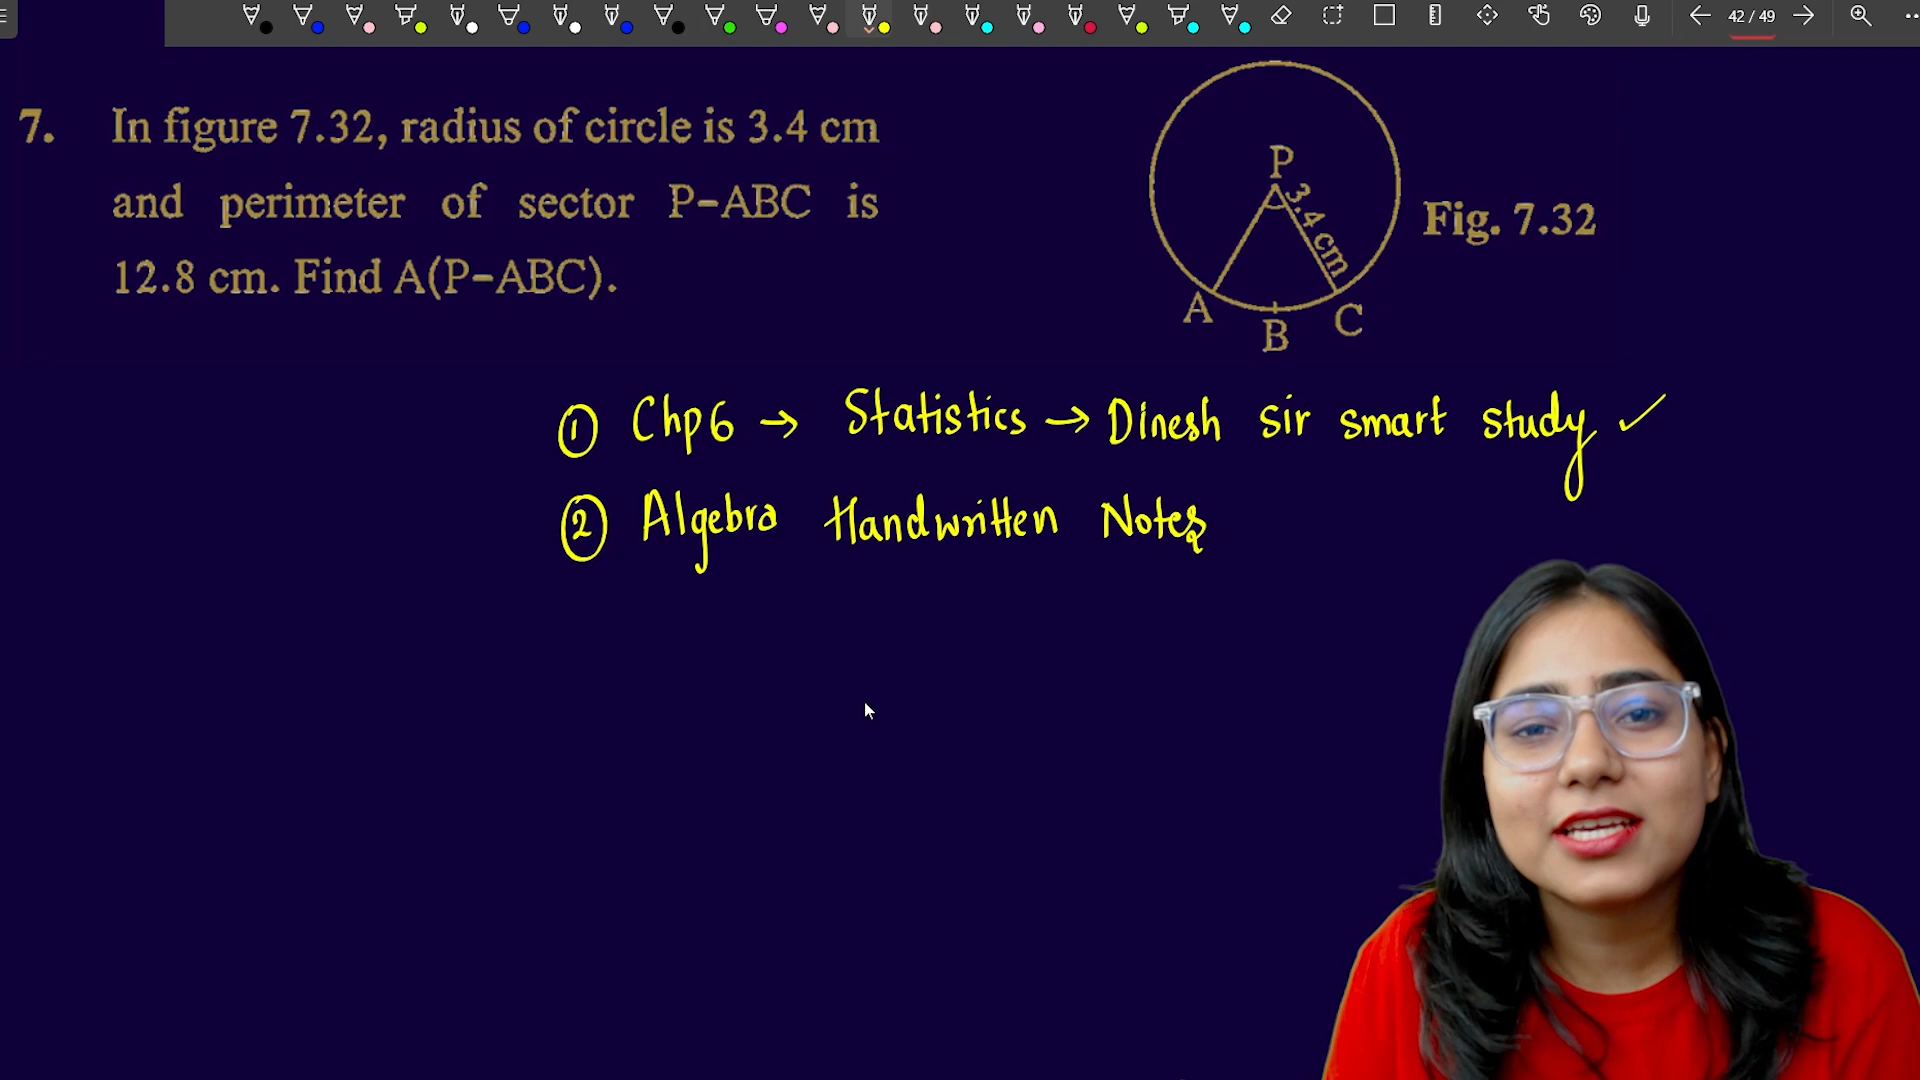 42 / 49
7. In figure 7.32, radius of circle is 3.4 cm
and perimeter of sector P-ABC is
12.8 cm. Find A(P-ABC).
P
3.4 cm
Fig. 7.32
A
B
C
① Chp6 → Statistics → Dinesh sir smart study ✓
② Algebra Handwritten Notes